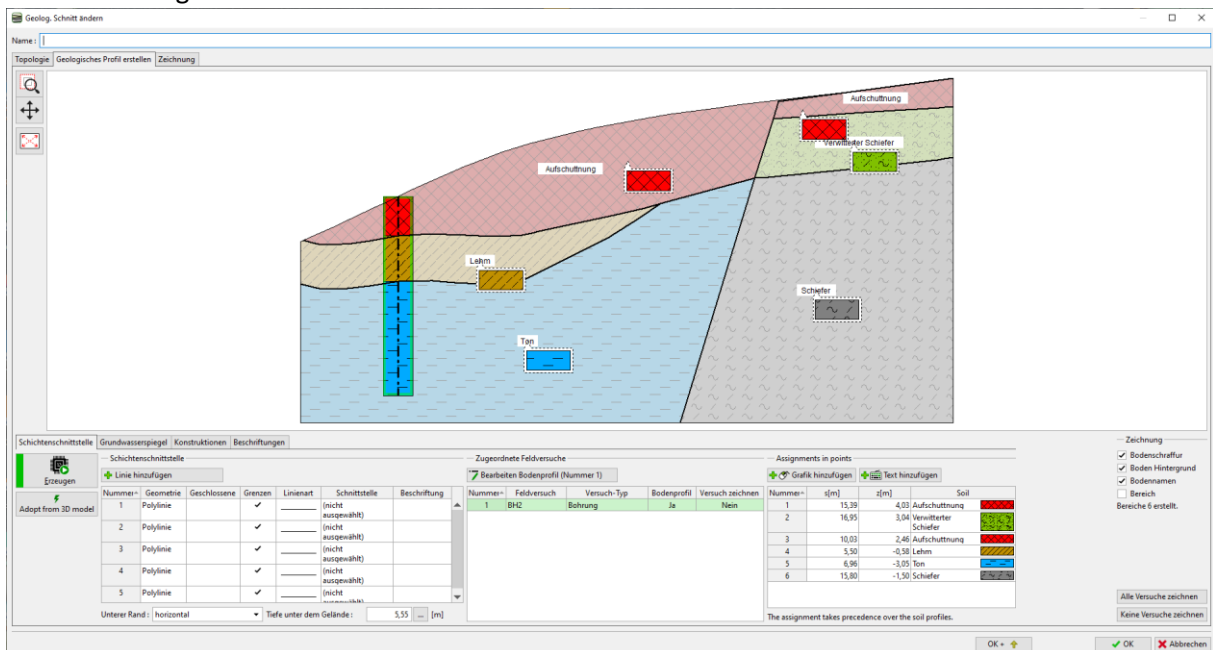 Geolog. Schnitt ändern
Name :
Topologie Geologisches Profil erstellen Zeichnung
Aufschuttnung
Verwitterter Schiefer
Aufschuttnung
Lehm
Schiefer
Ton
Schichtenschnittstelle Grundwasserspiegel Konstruktionen Beschriftungen
Erzeugen
Adopt from 3D model
Schichtenschnittstelle
Linie hinzufügen
Nummer Geometrie Geschlossene Grenzen Linienart Schnittstelle Beschriftung
1 Polylinie (nicht ausgewählt)
2 Polylinie (nicht ausgewählt)
3 Polylinie (nicht ausgewählt)
4 Polylinie (nicht ausgewählt)
5 Polylinie (nicht
Unterer Rand : horizontal Tiefe unter dem Gelände : 5,55 ... [m]
Zugeordnete Feldversuche
Bearbeiten Bodenprofil (Nummer 1)
Nummer Feldversuch Versuch-Typ Bodenprofil Versuch zeichnen
1 BH2 Bohrung Ja Nein
Assignments in points
Grafik hinzufügen Text hinzufügen
Nummer s[m] z[m] Soil
1 15,39 4,03 Aufschuttnung
2 16,95 3,04 Verwitterter Schiefer
3 10,03 2,46 Aufschuttnung
4 5,50 -0,58 Lehm
5 6,96 -3,05 Ton
6 15,80 -1,50 Schiefer
The assignment takes precedence over the soil profiles.
Zeichnung
Bodenschraffur
Boden Hintergrund
Bodennamen
Bereich
Bereiche 6 erstellt.
Alle Versuche zeichnen
Keine Versuche zeichnen
OK +
OK
Abbrechen